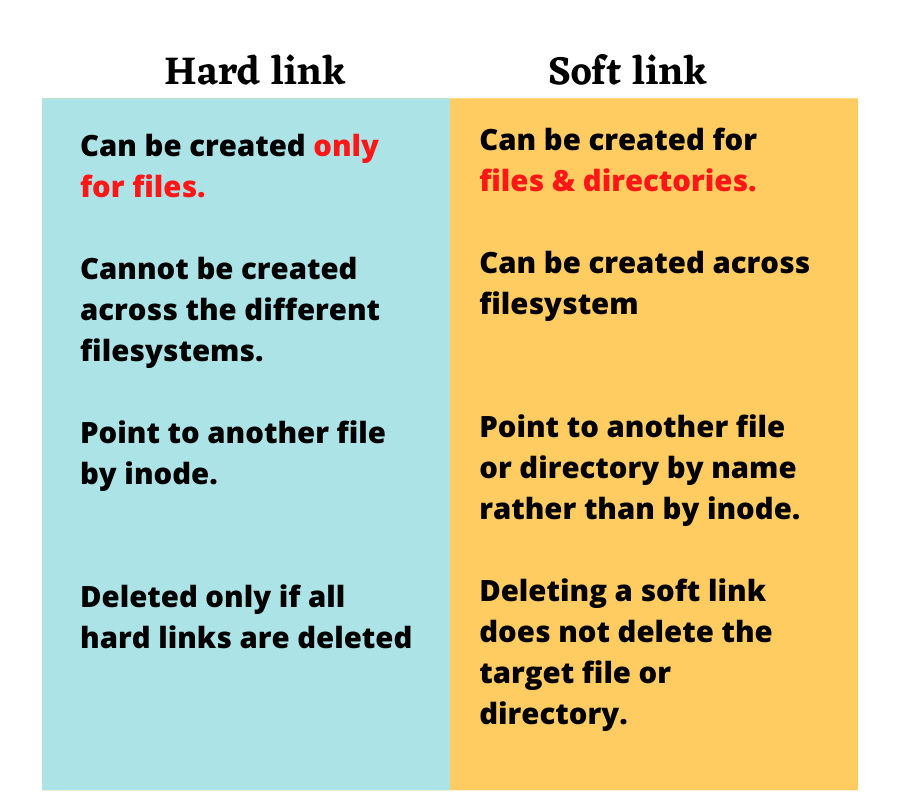 Hard link
Soft link
Can be created only
for files.
Cannot be created
across the different
filesystems.
Point to another file
by inode.
Deleted only if all
hard links are deleted
Can be created for
files & directories.
Can be created across
filesystem
Point to another file
or directory by name
rather than by inode.
Deleting a soft link
does not delete the
target file or
directory.